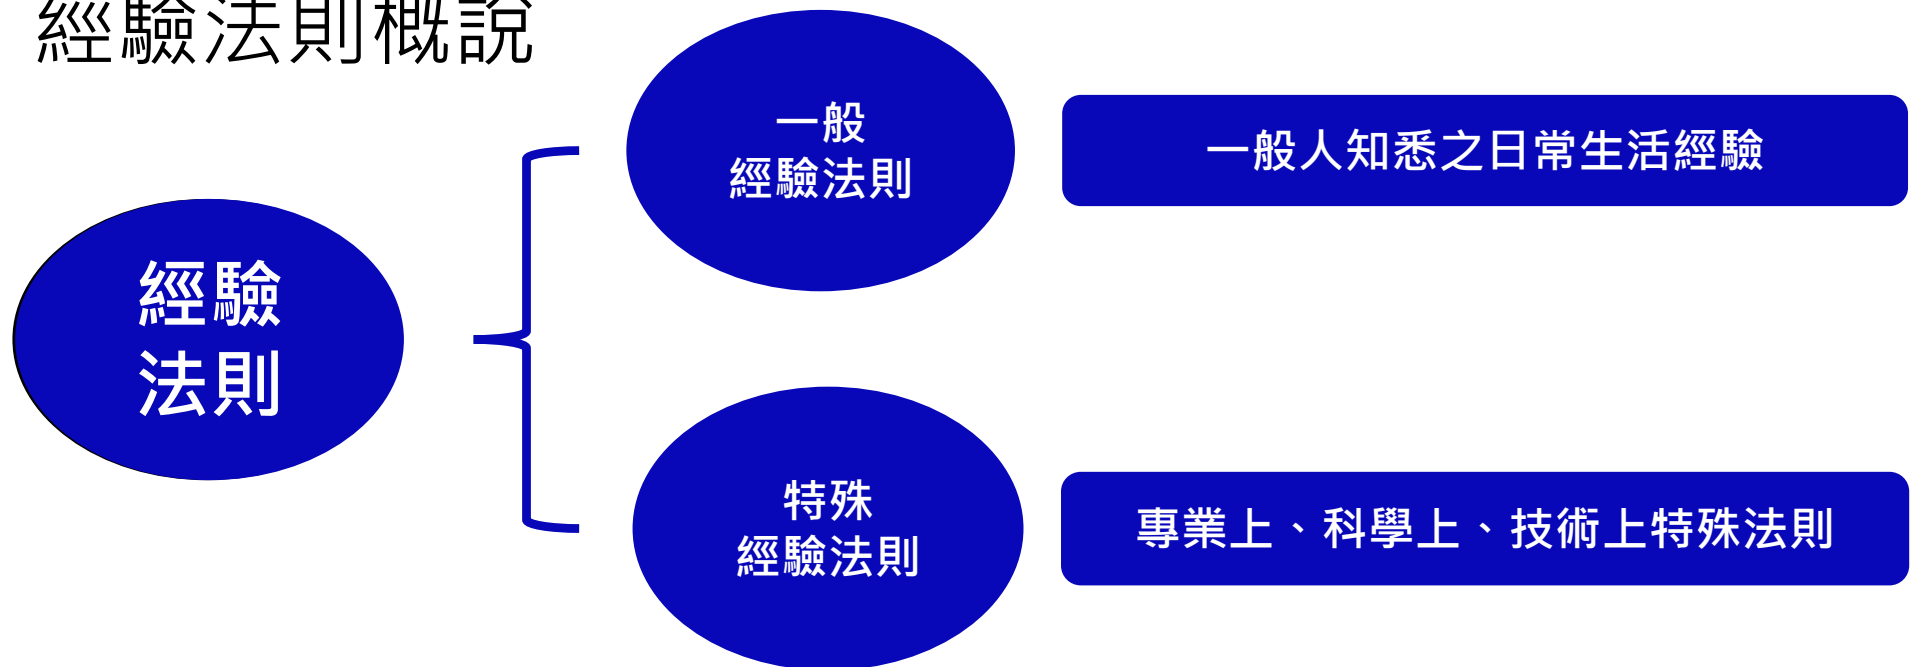 經驗法則概說
經驗
法則
一般
經驗法則
一般人知悉之日常生活經驗
特殊
經驗法則
專業上、科學上、技術上特殊法則